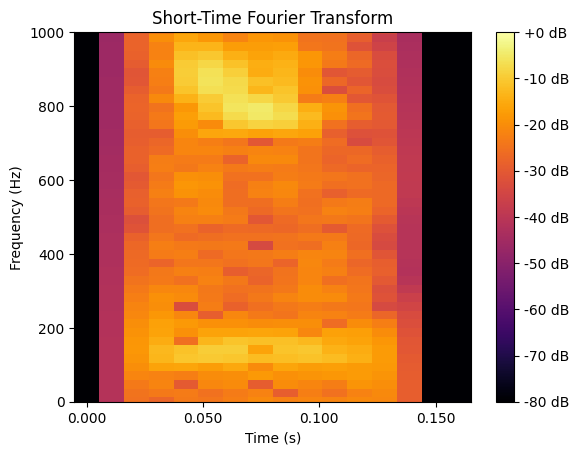 Short-Time Fourier Transform
1000
800
600
400
200
0
Frequency (Hz)
0.000
0.050
0.100
0.150
Time (s)
+0 dB
-10 dB
-20 dB
-30 dB
-40 dB
-50 dB
-60 dB
-70 dB
-80 dB